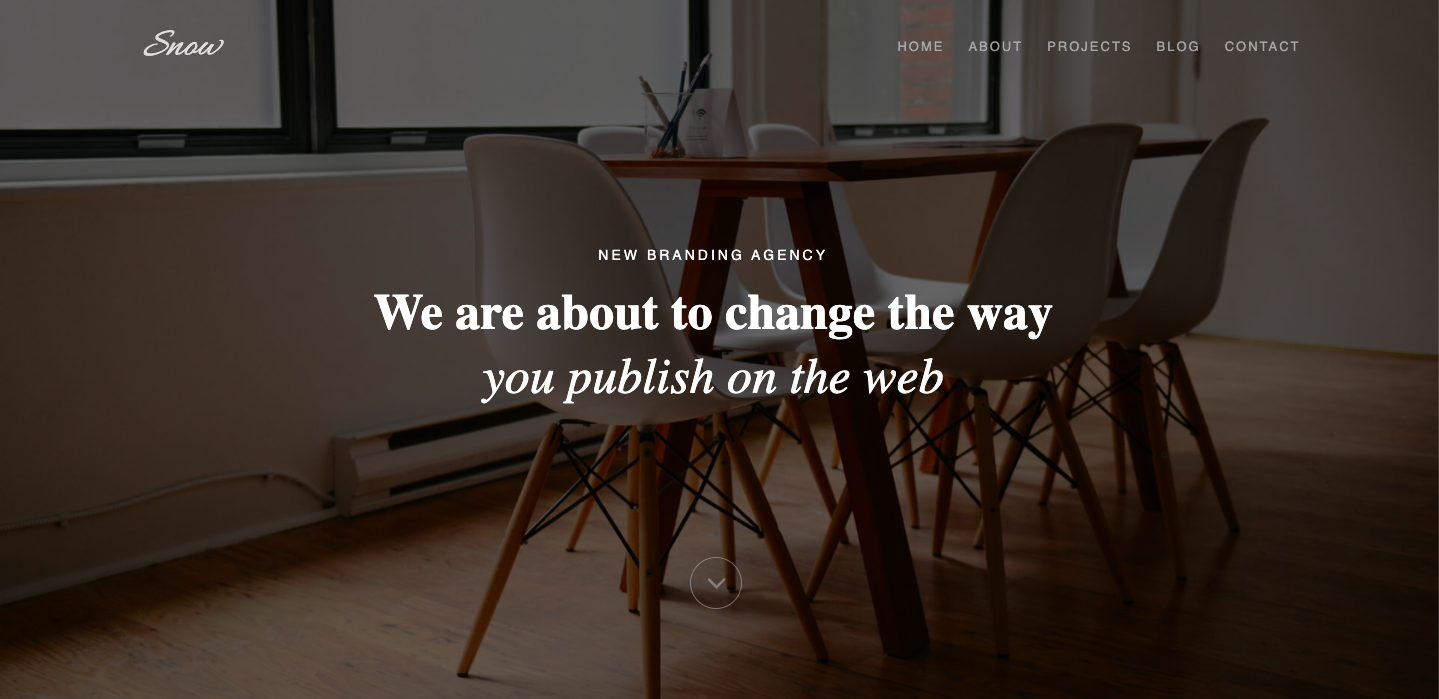 Snow
HOME ABOUT PROJECTS BLOG CONTACT
NEW BRANDING AGENCY
We are about to change the way
you publish on the web